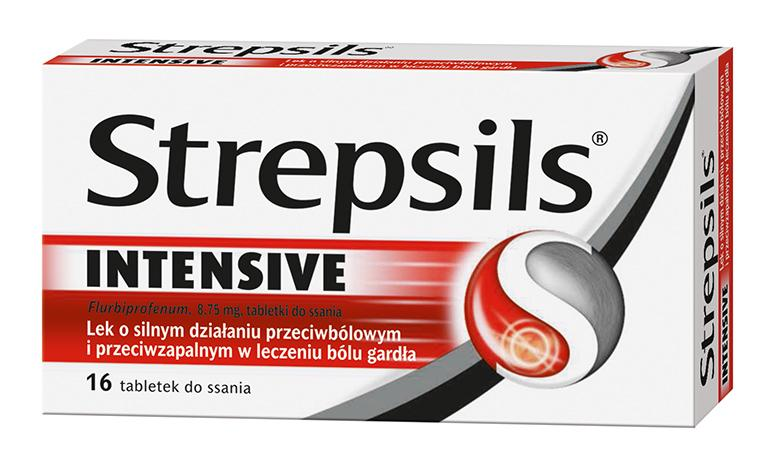 Strepsils®
INTENSIVE
Lek o silnym działaniu przeciwbólowym
i przeciwzapalnym w leczeniu bólu gardła
Strepsils®
INTENSIVE
Flurbiprofenum, 8,75 mg, tabletki do ssania
Lek o silnym działaniu przeciwbólowym
i przeciwzapalnym w leczeniu bólu gardła
16 tabletek do ssania
Strepsils®
INTENSIVE
Lek o silnym działaniu przeciwbólowym
i przeciwzapalnym w leczeniu bólu gardła